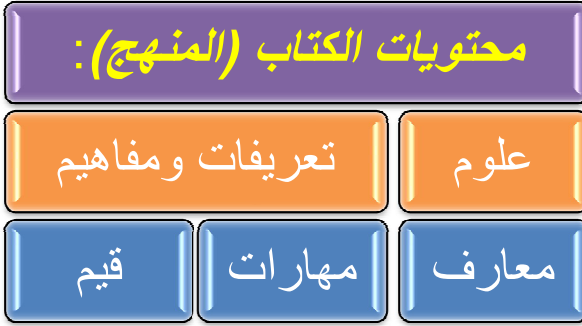 محتويات الكتاب (المنهج):
علوم تعريفات ومفاهيم
معارف مهارات قيم